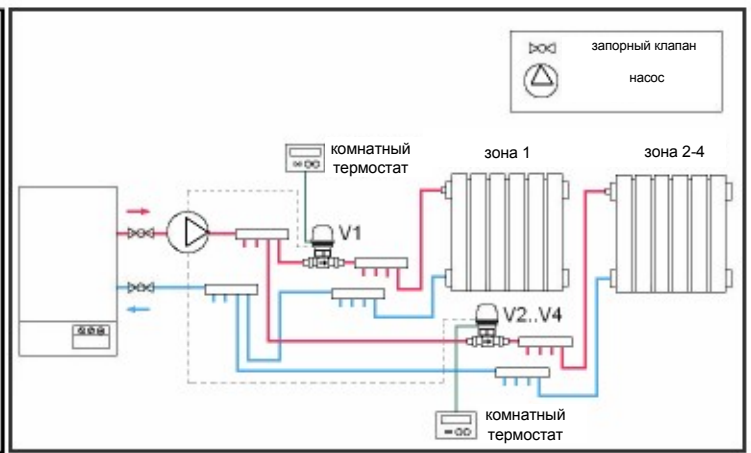 запорный клапан
насос
комнатный
термостат
зона 1
зона 2-4
V1
V2..V4
комнатный
термостат